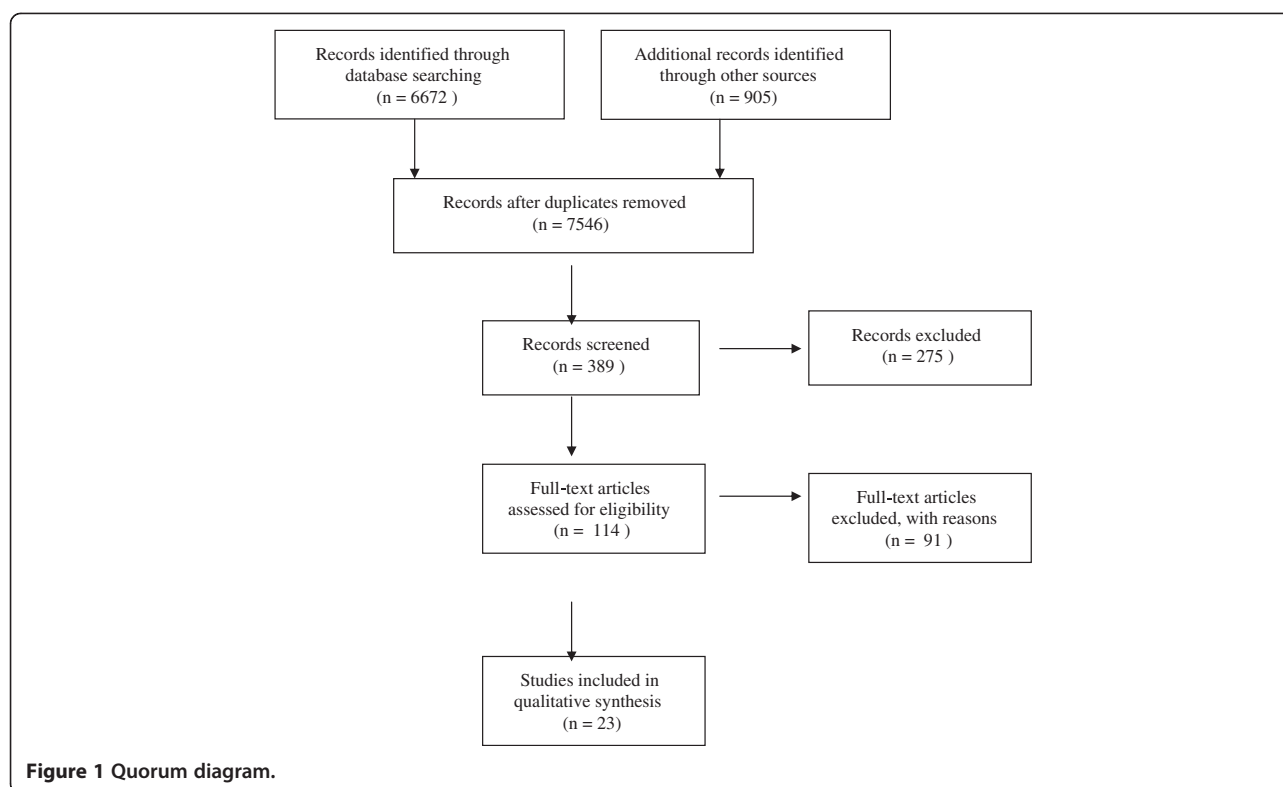 Records identified through
database searching
(n = 6672 )
Additional records identified
through other sources
(n = 905)
Records after duplicates removed
(n = 7546)
Records screened
(n = 389 )
Records excluded
(n = 275 )
Full-text articles
assessed for eligibility
(n = 114 )
Full-text articles
excluded, with reasons
(n = 91 )
Studies included in
qualitative synthesis
(n = 23)
Figure 1 Quorum diagram.